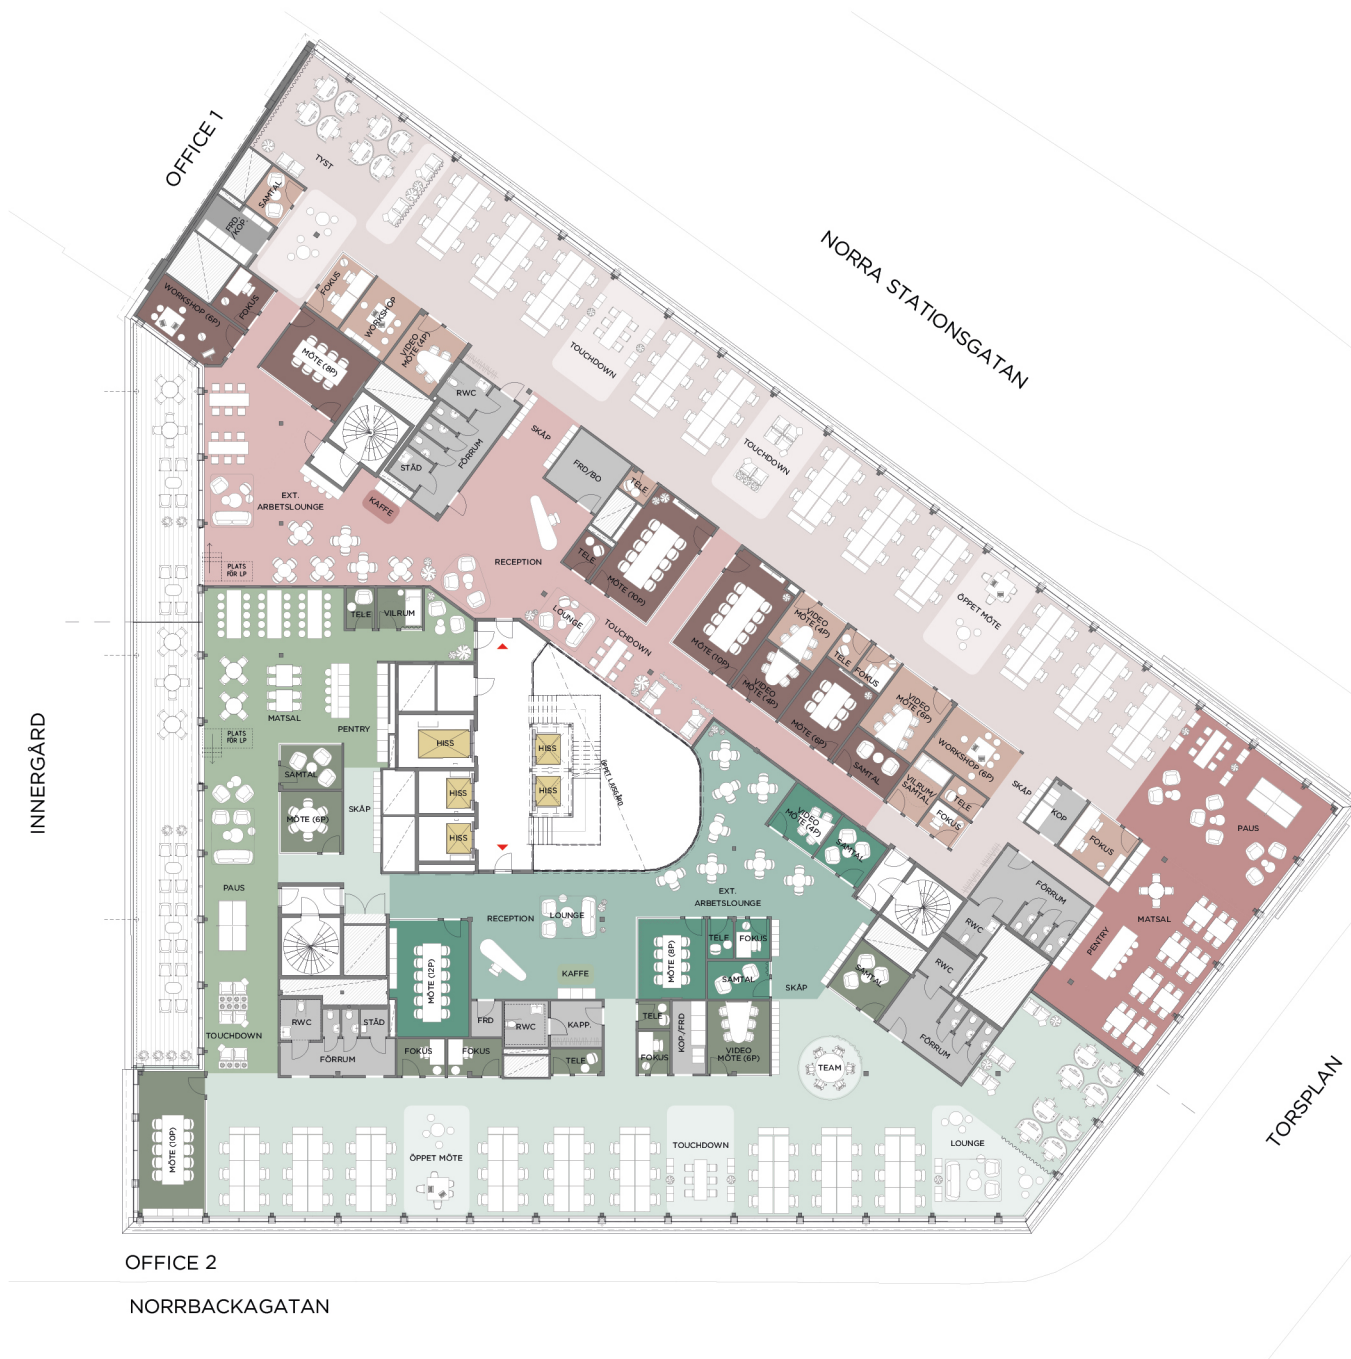 OFFICE 1
NORRA STATIONSGATAN
TYST
SAMTAL
FRD.
/KOP.
WORKSHOP (6P)
FOKUS
FOKUS
WORKSHOP
VIDEO
MÖTE (4P)
MÖTE (8P)
TOUCHDOWN
RWC
FÖRRUM
STÄD
SKÅP
KAFFE
EXT.
ARBETSLOUNGE
PLATS
FÖR LP
FRD/BO
TELE
TELE
MÖTE (10P)
RECEPTION
TOUCHDOWN
LOUNGE
TOUCHDOWN
MÖTE (10P)
VIDEO
MÖTE (4P)
VIDEO
MÖTE (4P)
TELE
FOKUS
MÖTE (6P)
SAMTAL
VIDEO
MÖTE (6P)
WORKSHOP (6P)
VILRUM/
SAMTAL
TELE
FOKUS
ÖPPET MÖTE
SKÅP
KOP
FOKUS
PAUS
MATSAL
PENTRY
FÖRRUM
RWC
TELE
VILRUM
MATSAL
PENTRY
PLATS
FÖR LP
SAMTAL
MÖTE (6P)
SKÅP
HISS
HISS
HISS
HISS
HISS
ÖPPET LJUSGÅRD
INNERGÅRD
PAUS
TOUCHDOWN
RWC
STÄD
FÖRRUM
MÖTE (12P)
RECEPTION
LOUNGE
KAFFE
FRD
RWC
KAPP.
FOKUS
FOKUS
TELE
VIDEO
MÖTE (4P)
SAMTAL
EXT.
ARBETSLOUNGE
MÖTE (8P)
TELE
FOKUS
SAMTAL
SKÅP
TELE
FOKUS
KOP./FRD
VIDEO
MÖTE (6P)
SAMTAL
RWC
FÖRRUM
TEAM
MÖTE (10P)
ÖPPET MÖTE
TOUCHDOWN
LOUNGE
TORSPLAN
OFFICE 2
NORRBACKAGATAN